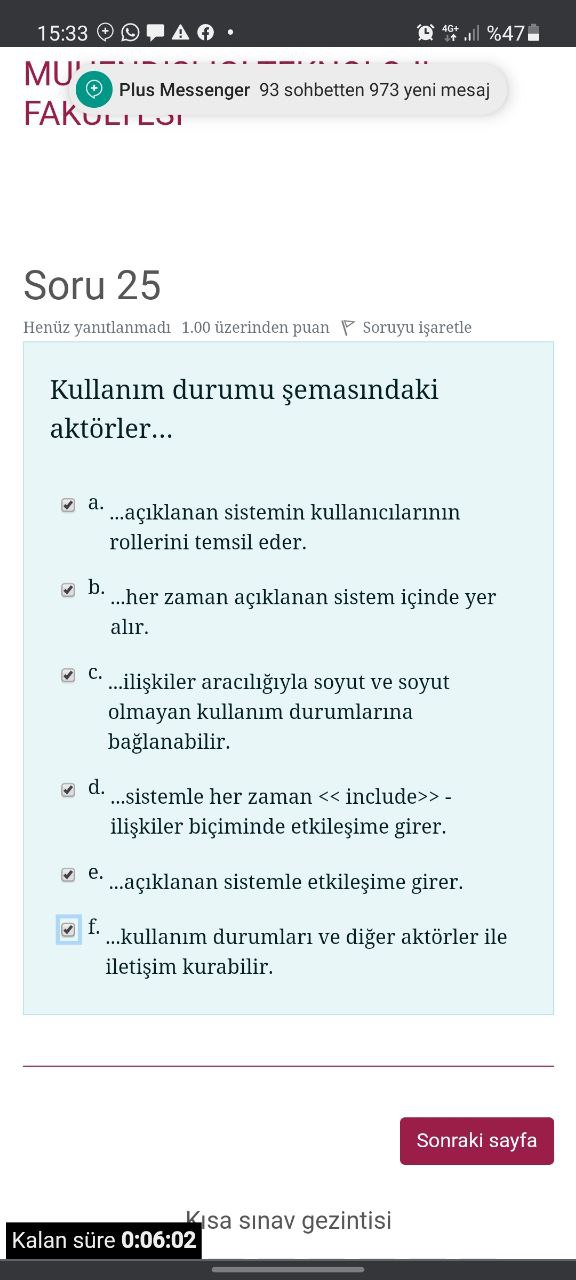 15:33
4G+
%47
Plus Messenger 93 sohbetten 973 yeni mesaj
FAKÜLTESİ
Soru 25
Henüz yanıtlanmadı 1.00 üzerinden puan Soruyu işaretle
Kullanım durumu şemasındaki
aktörler...
a. ...açıklanan sistemin kullanıcılarının
rollerini temsil eder.
b. ...her zaman açıklanan sistem içinde yer
alır.
c. ...ilişkiler aracılığıyla soyut ve soyut
olmayan kullanım durumlarına
bağlanabilir.
d. ...sistemle her zaman << include>> -
ilişkiler biçiminde etkileşime girer.
e. ...açıklanan sistemle etkileşime girer.
f. ...kullanım durumları ve diğer aktörler ile
iletişim kurabilir.
Sonraki sayfa
Kısa sınav gezintisi
Kalan süre 0:06:02